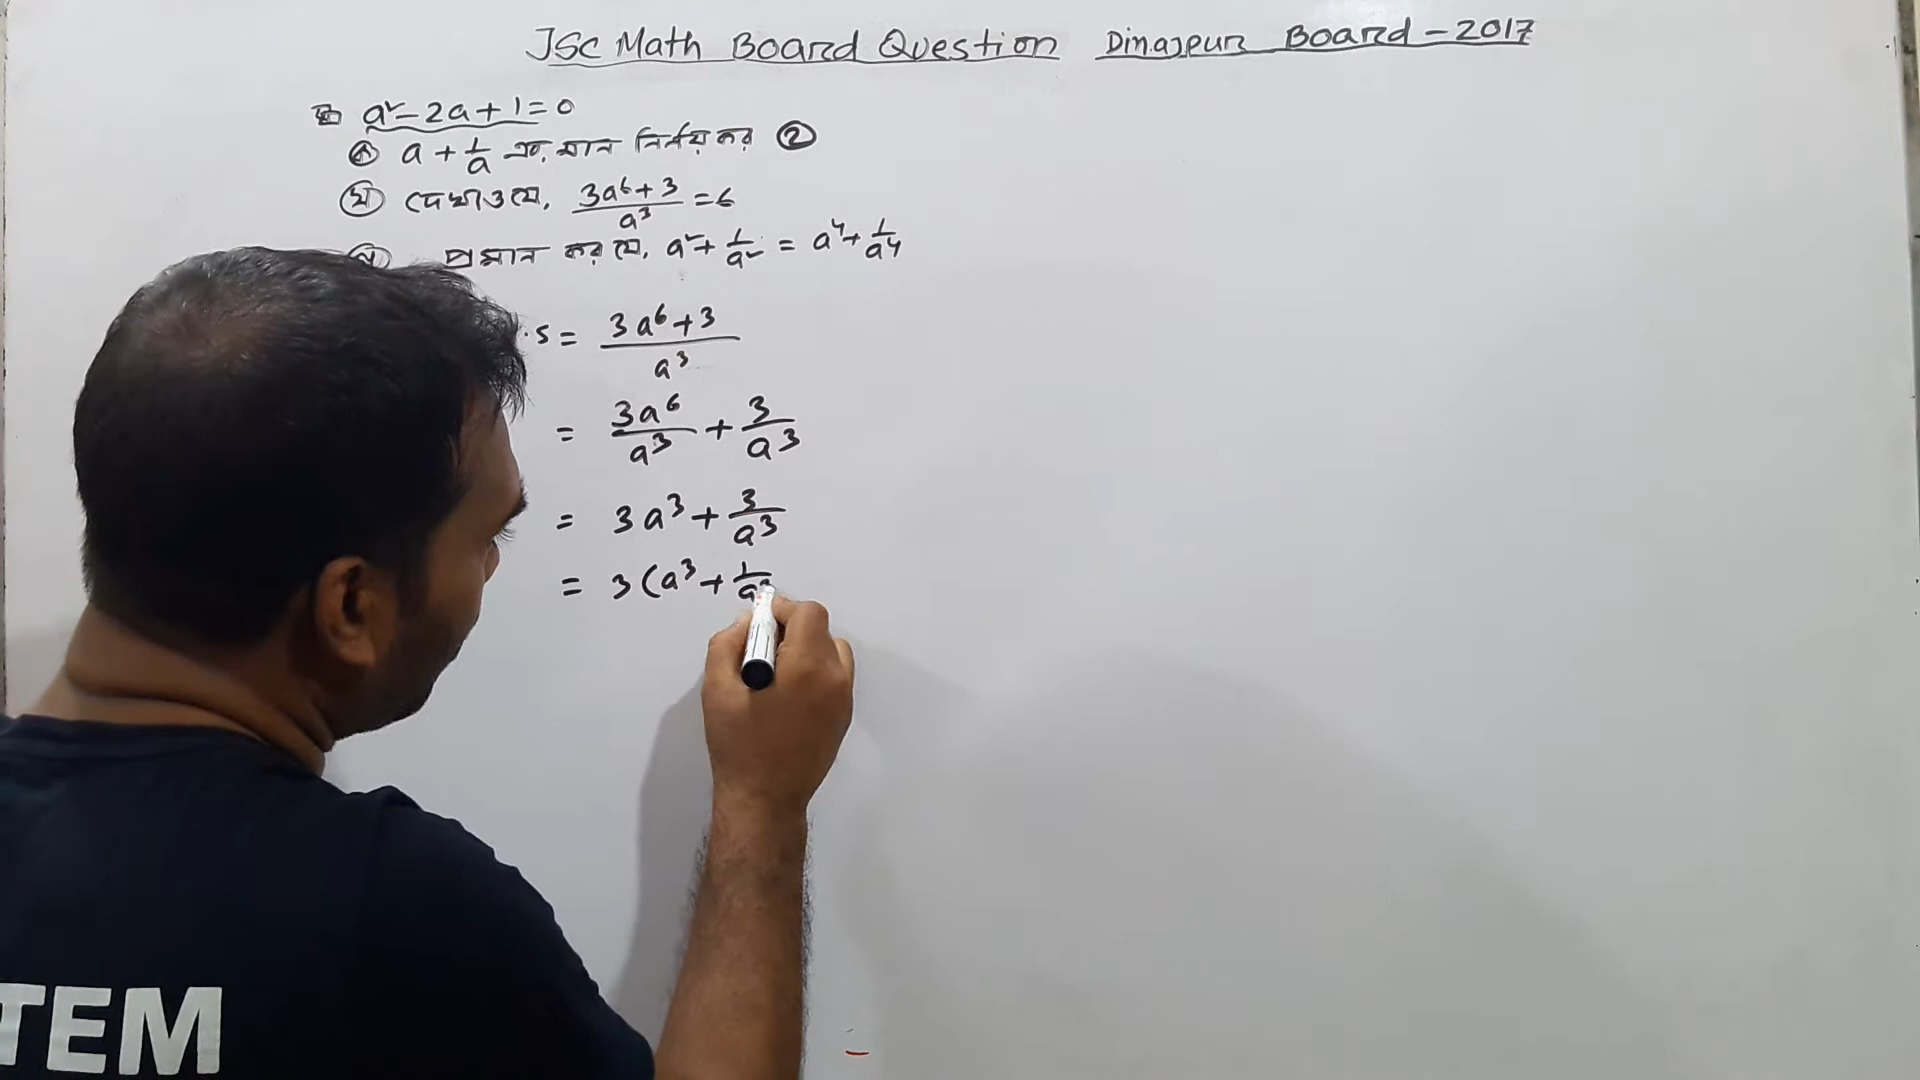 JSC Math Board Question Dinajpur Board - 2017
a² - 2a + 1 = 0
ক a + 1/a এর মান নির্ণয় কর ②
খ দেখাও যে, (3a⁶ + 3)/a³ = 6
প্রমান কর যে, a² + 1/a² = a⁴ + 1/a⁴
.S = (3a⁶ + 3)/a³
= 3a⁶/a³ + 3/a³
= 3a³ + 3/a³
= 3(a³ + 1/a³
TEM